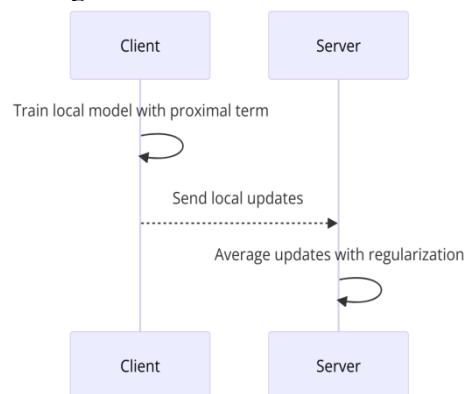 Client Server
Train local model with proximal term
Send local updates
Average updates with regularization
Client Server